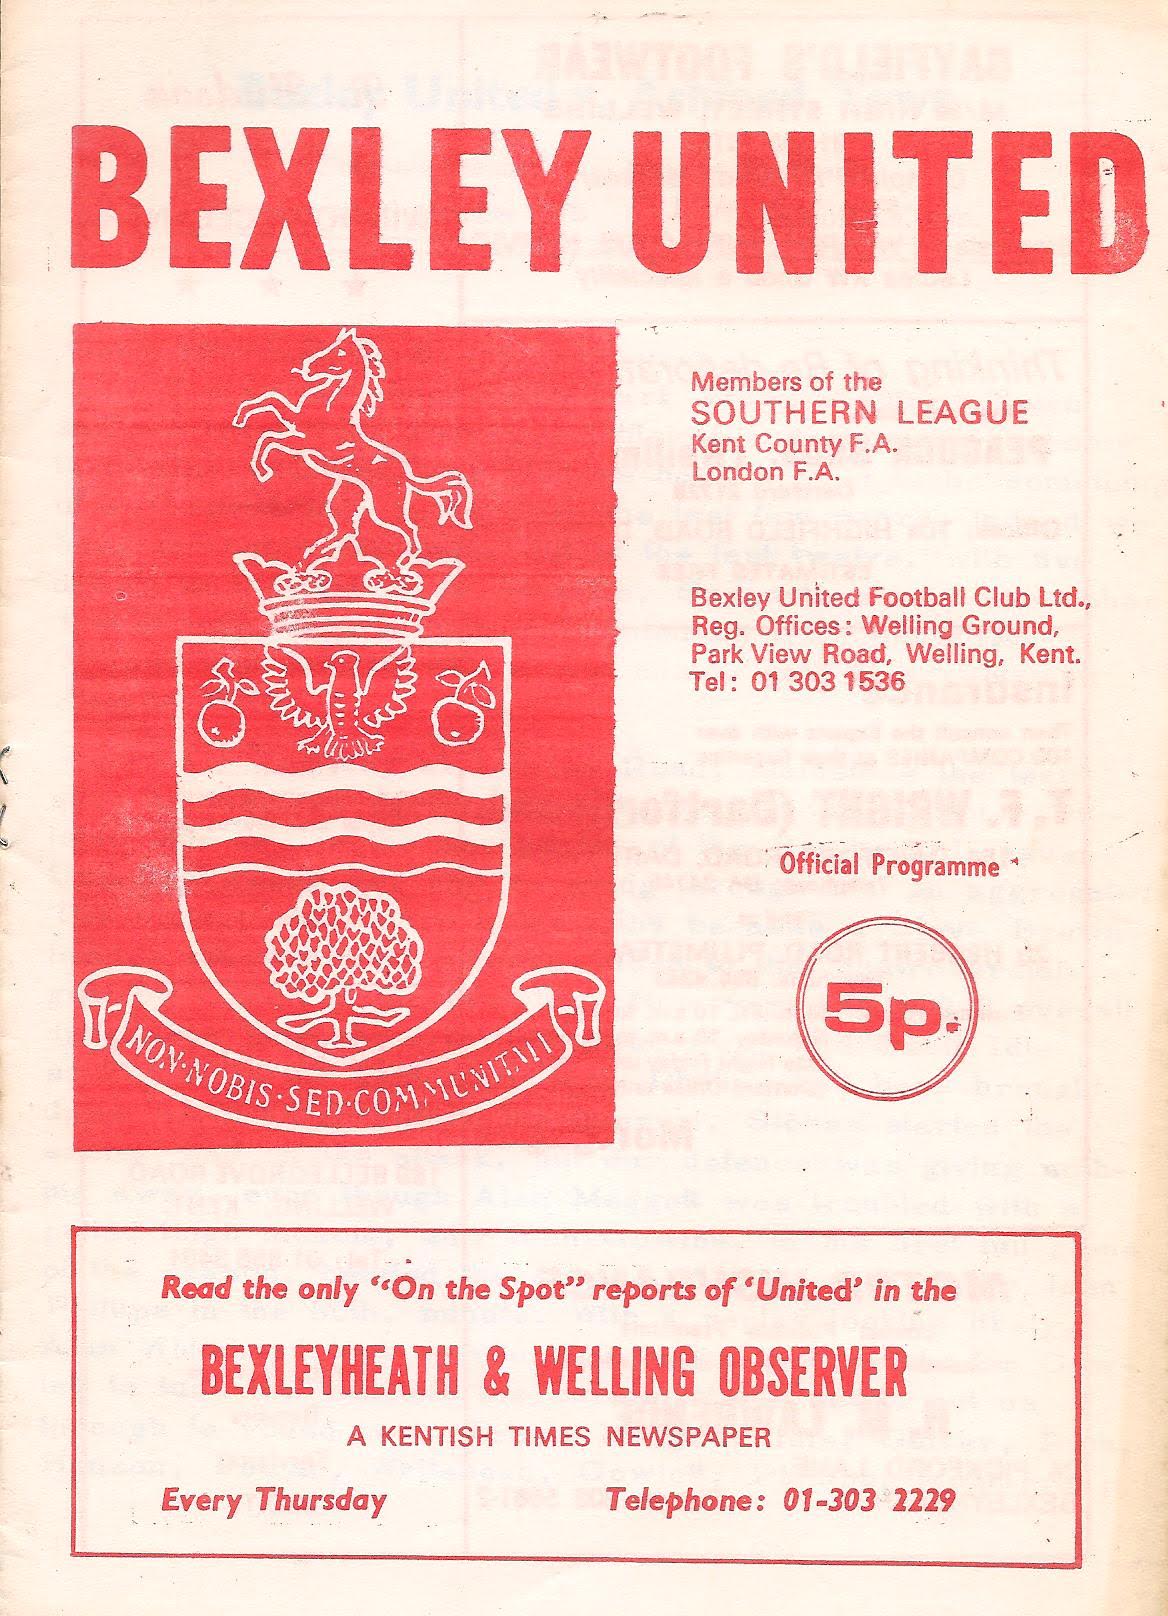 BEXLEY UNITED
Members of the
SOUTHERN LEAGUE
Kent County F.A.
London F.A.
Bexley United Football Club Ltd.,
Reg. Offices: Welling Ground,
Park View Road, Welling, Kent.
Tel: 01 303 1536
Official Programme
5p.
NON·NOBIS·SED·COMMUNITATI
Read the only “On the Spot” reports of ‘United’ in the
BEXLEYHEATH & WELLING OBSERVER
A KENTISH TIMES NEWSPAPER
Every Thursday Telephone: 01-303 2229